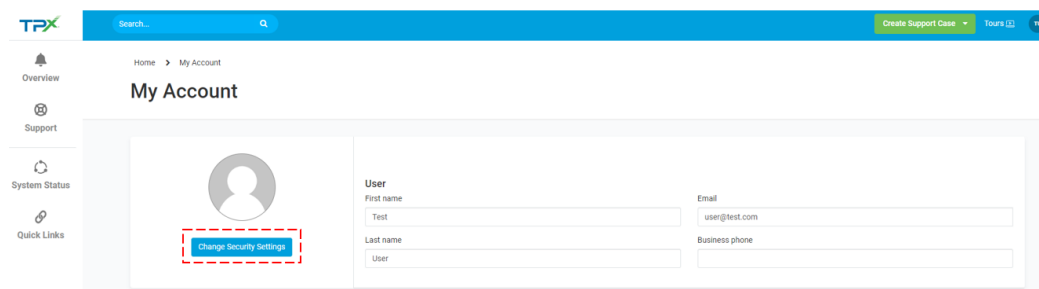 TPX
Search...
Create Support Case
Tours
Overview
Support
System Status
Quick Links
Home > My Account
My Account
Change Security Settings
User
First name
Email
Test
user@test.com
Last name
Business phone
User